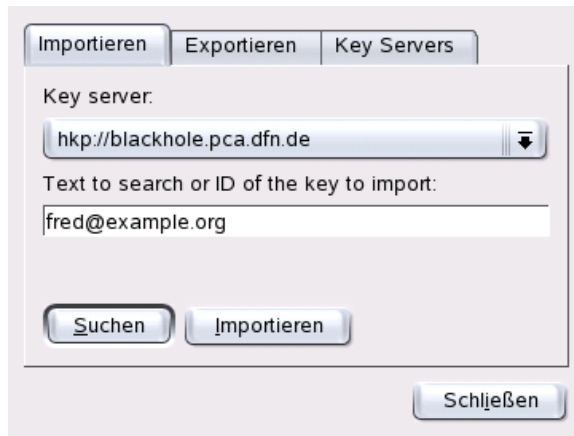 Importieren Exportieren Key Servers
Key server:
hkp://blackhole.pca.dfn.de
Text to search or ID of the key to import:
fred@example.org
Suchen Importieren
Schließen